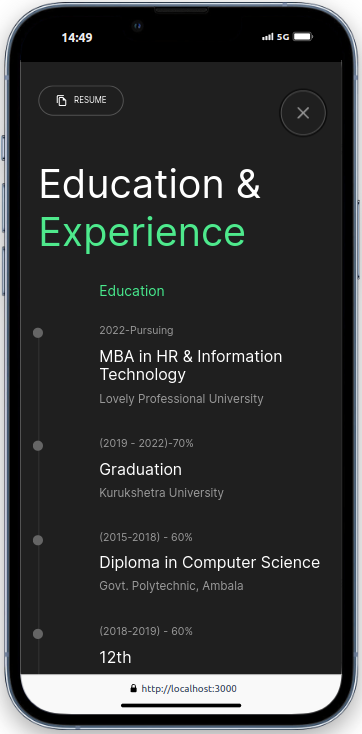 14:49
5G
RESUME
Education &
Experience
Education
2022-Pursuing
MBA in HR & Information
Technology
Lovely Professional University
(2019 - 2022)-70%
Graduation
Kurukshetra University
(2015-2018) - 60%
Diploma in Computer Science
Govt. Polytechnic, Ambala
(2018-2019) - 60%
12th
http://localhost:3000